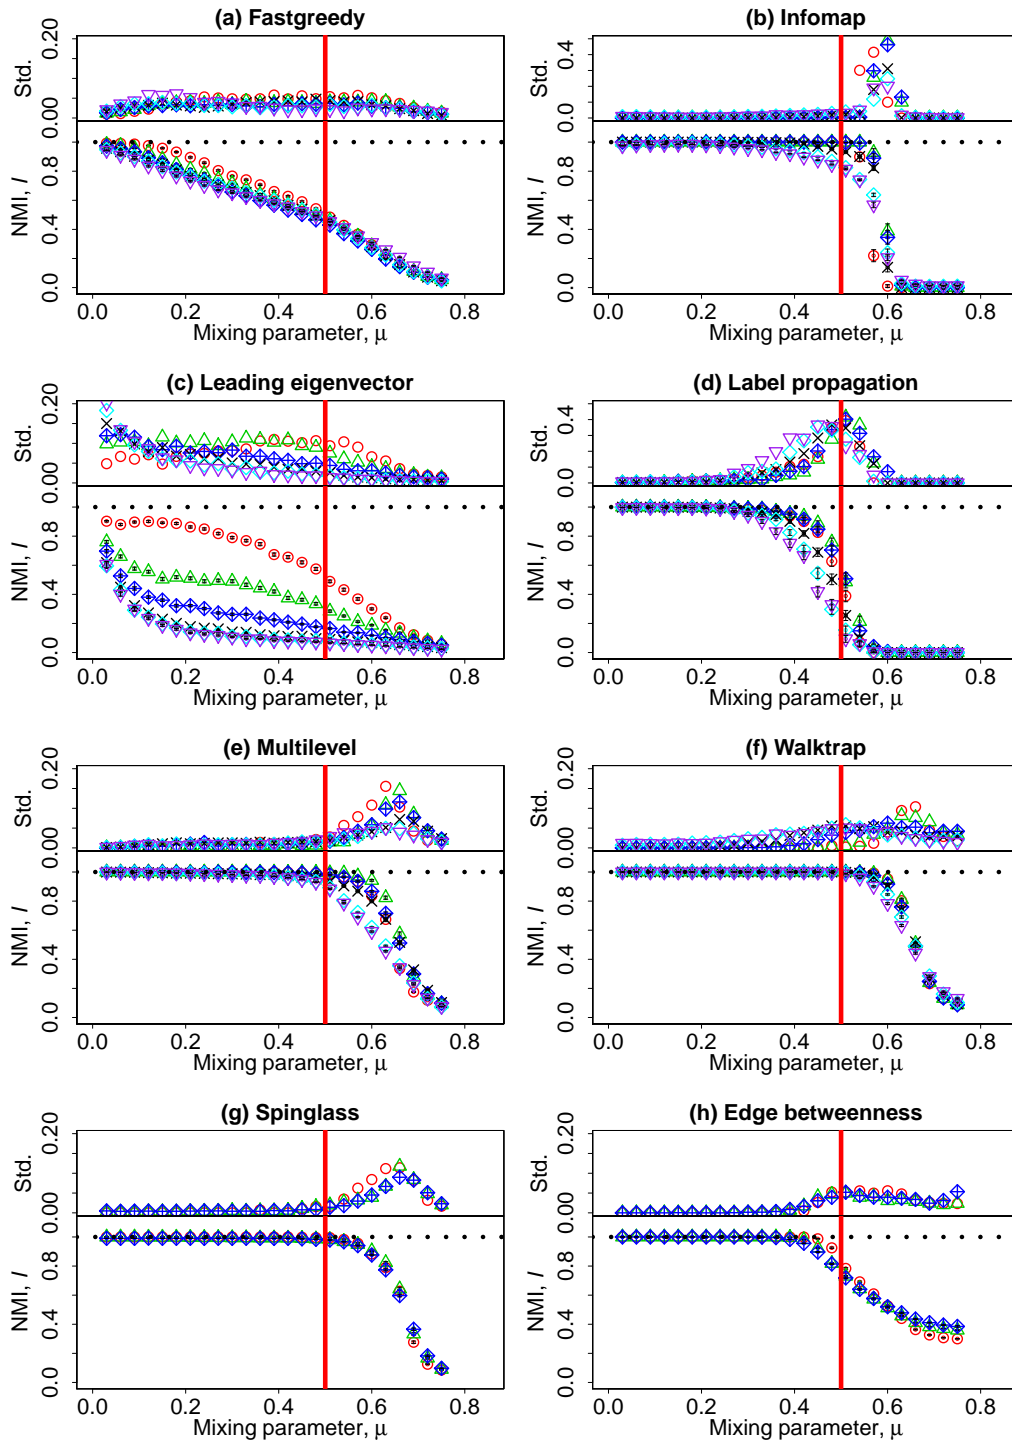 (a) Fastgreedy
Std.
0.00 0.20
NMI, I
0.0 0.4 0.8
0.0 0.2 0.4 0.6 0.8
Mixing parameter, μ
(b) Infomap
Std.
0.0 0.4
NMI, I
0.0 0.4 0.8
0.0 0.2 0.4 0.6 0.8
Mixing parameter, μ
(c) Leading eigenvector
Std.
0.00 0.20
NMI, I
0.0 0.4 0.8
0.0 0.2 0.4 0.6 0.8
Mixing parameter, μ
(d) Label propagation
Std.
0.0 0.4
NMI, I
0.0 0.4 0.8
0.0 0.2 0.4 0.6 0.8
Mixing parameter, μ
(e) Multilevel
Std.
0.00 0.20
NMI, I
0.0 0.4 0.8
0.0 0.2 0.4 0.6 0.8
Mixing parameter, μ
(f) Walktrap
Std.
0.00 0.20
NMI, I
0.0 0.4 0.8
0.0 0.2 0.4 0.6 0.8
Mixing parameter, μ
(g) Spinglass
Std.
0.00 0.20
NMI, I
0.0 0.4 0.8
0.0 0.2 0.4 0.6 0.8
Mixing parameter, μ
(h) Edge betweenness
Std.
0.00 0.20
NMI, I
0.0 0.4 0.8
0.0 0.2 0.4 0.6 0.8
Mixing parameter, μ